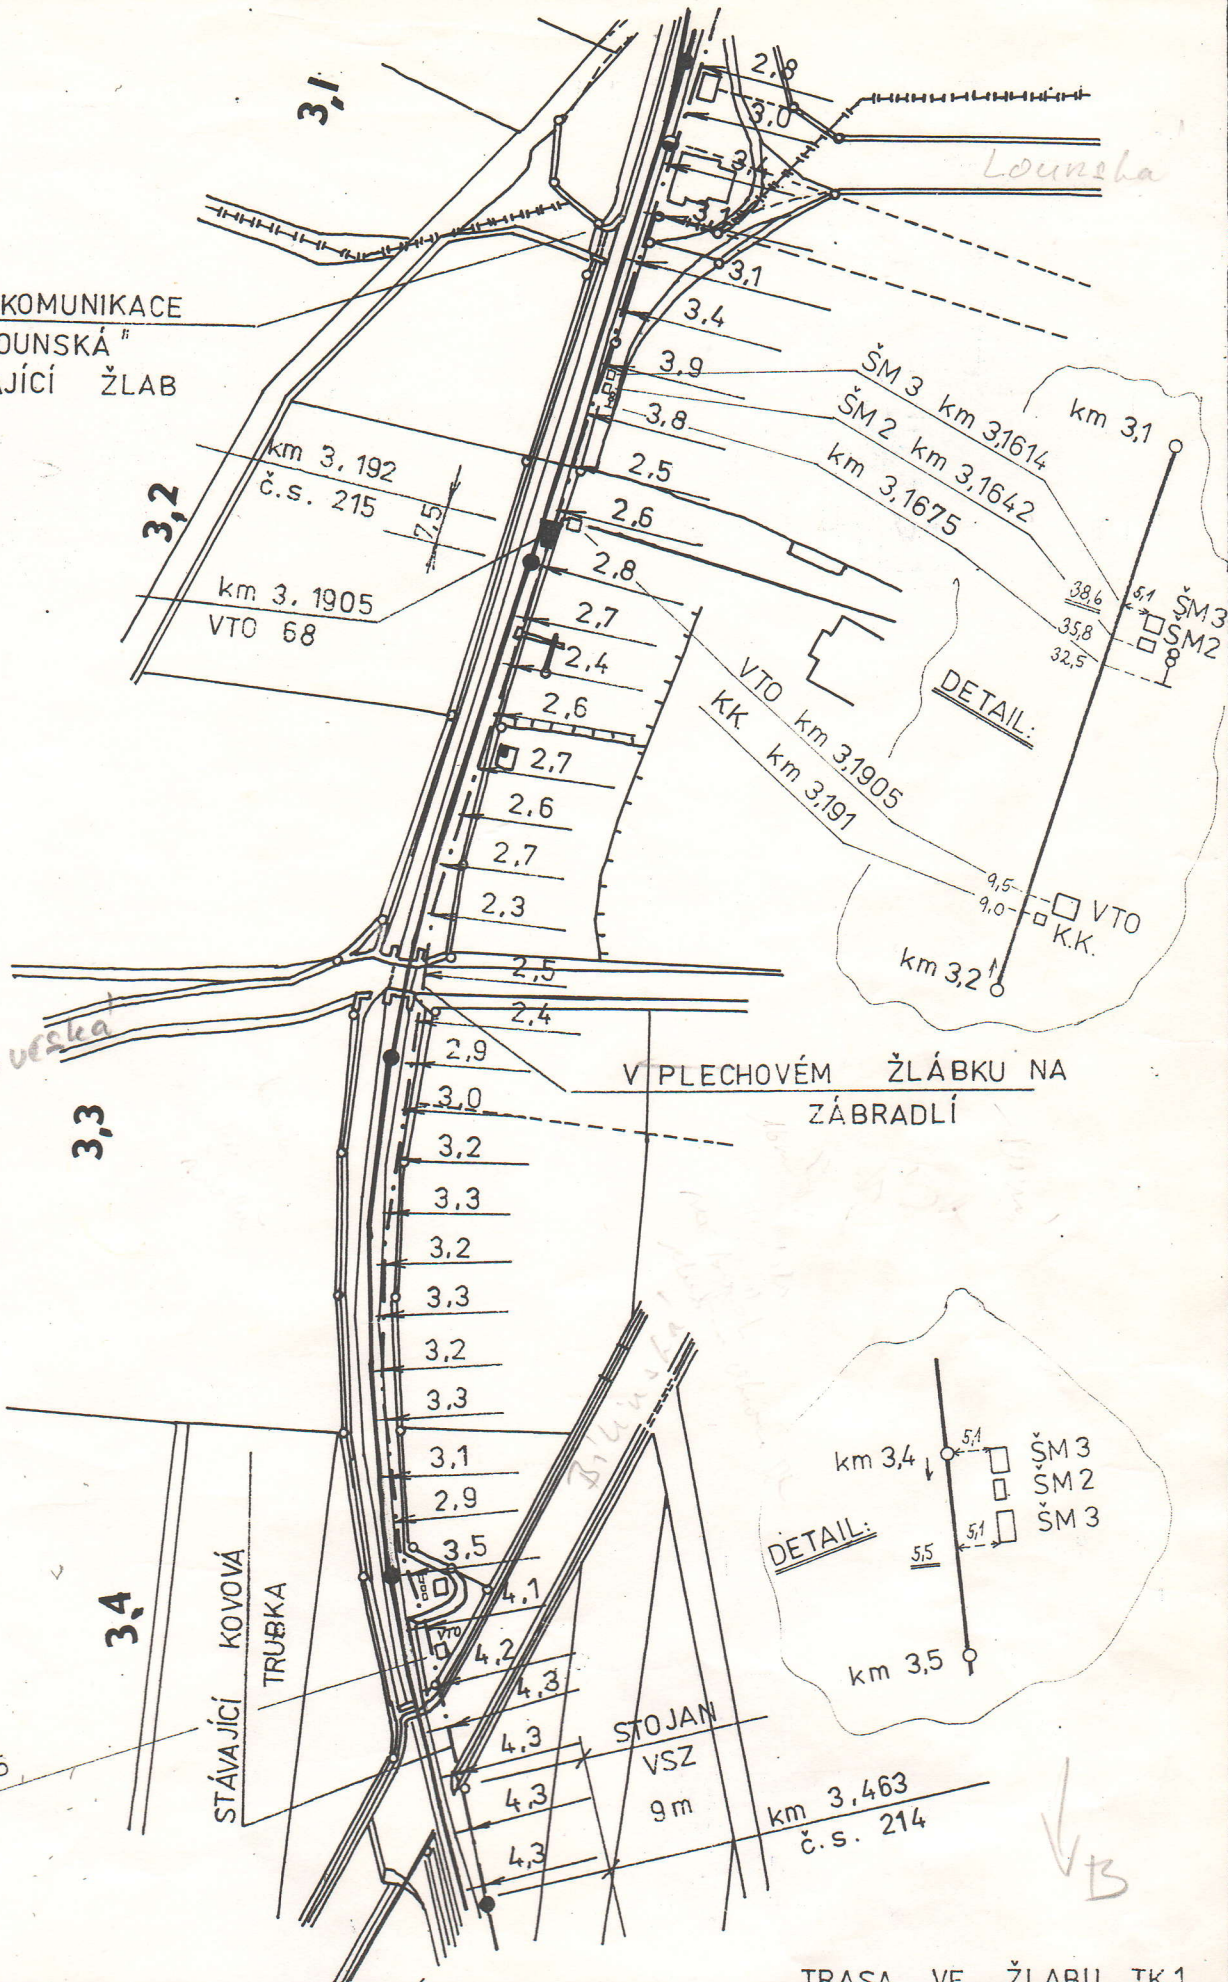 3,1
2,8
3,0
3,1
Lounska
3,1
KOMUNIKACE
OUNSKÁ"
AJÍCÍ ŽLAB
3,4
3,9
3,8
ŠM 3 km 3,1614
ŠM 2 km 3,1642
km 3,1675
km 3.192
č.s. 215
7,5
3,2
km 3.1905
VTO 68
2,5
2,6
2,8
2,7
2,4
2,6
2,7
2,6
2,7
2,3
2,5
2,4
VTO km 3,1905
KK km 3,191
DETAIL:
km 3,1
38,6
5,1
ŠM3
35,8
ŠM2
32,5
9,5
VTO
9,0
K.K.
km 3,2
V PLECHOVÉM ŽLÁBKU NA
ZÁBRADLÍ
3,3
2,9
3,0
3,2
3,3
3,2
3,3
3,2
3,3
3,1
2,9
3,5
4,1
4,2
4,3
4,3
4,3
4,3
Bílinská
3,4
STÁVAJÍCÍ KOVOVÁ
TRUBKA
VTO
STOJAN
VSZ
9m
km 3,463
č.s. 214
DETAIL:
km 3,4
5,1
ŠM 3
ŠM 2
ŠM 3
5,1
5,5
km 3,5
B
TRASA VE ŽLABU TK1